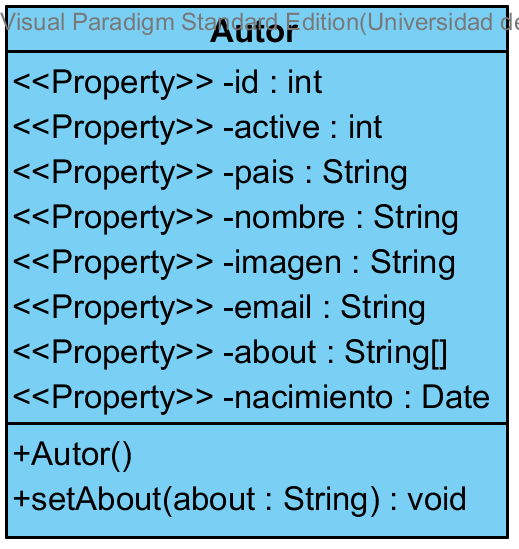 Visual Paradigm Standard Edition(Universidad de
Autor
<<Property>> -id : int
<<Property>> -active : int
<<Property>> -pais : String
<<Property>> -nombre : String
<<Property>> -imagen : String
<<Property>> -email : String
<<Property>> -about : String[]
<<Property>> -nacimiento : Date
+Autor()
+setAbout(about : String) : void